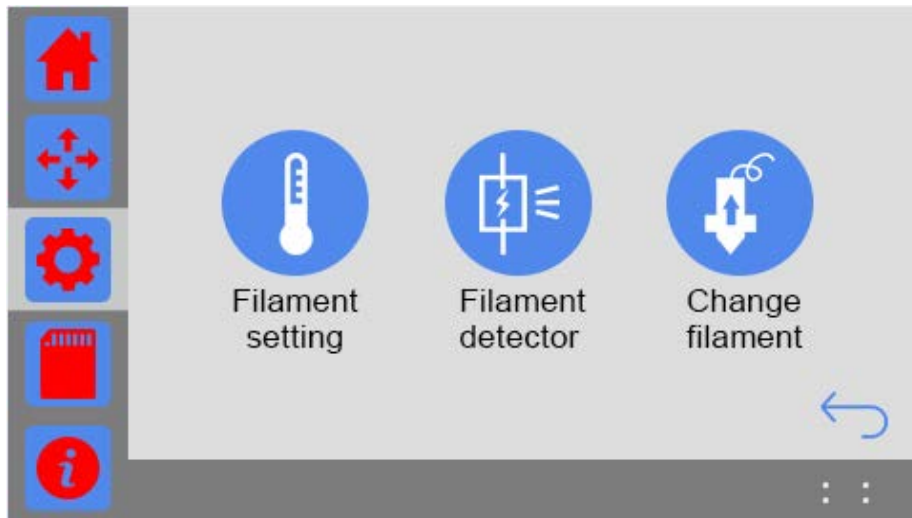 Filament
setting
Filament
detector
Change
filament
: :